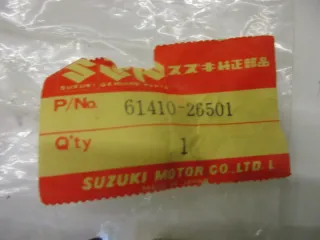 スズキ純正部品
SUZUKI GENUINE PARTS
P/No. 61410-26501
Q'ty 1
SUZUKI MOTOR CO.,LTD.